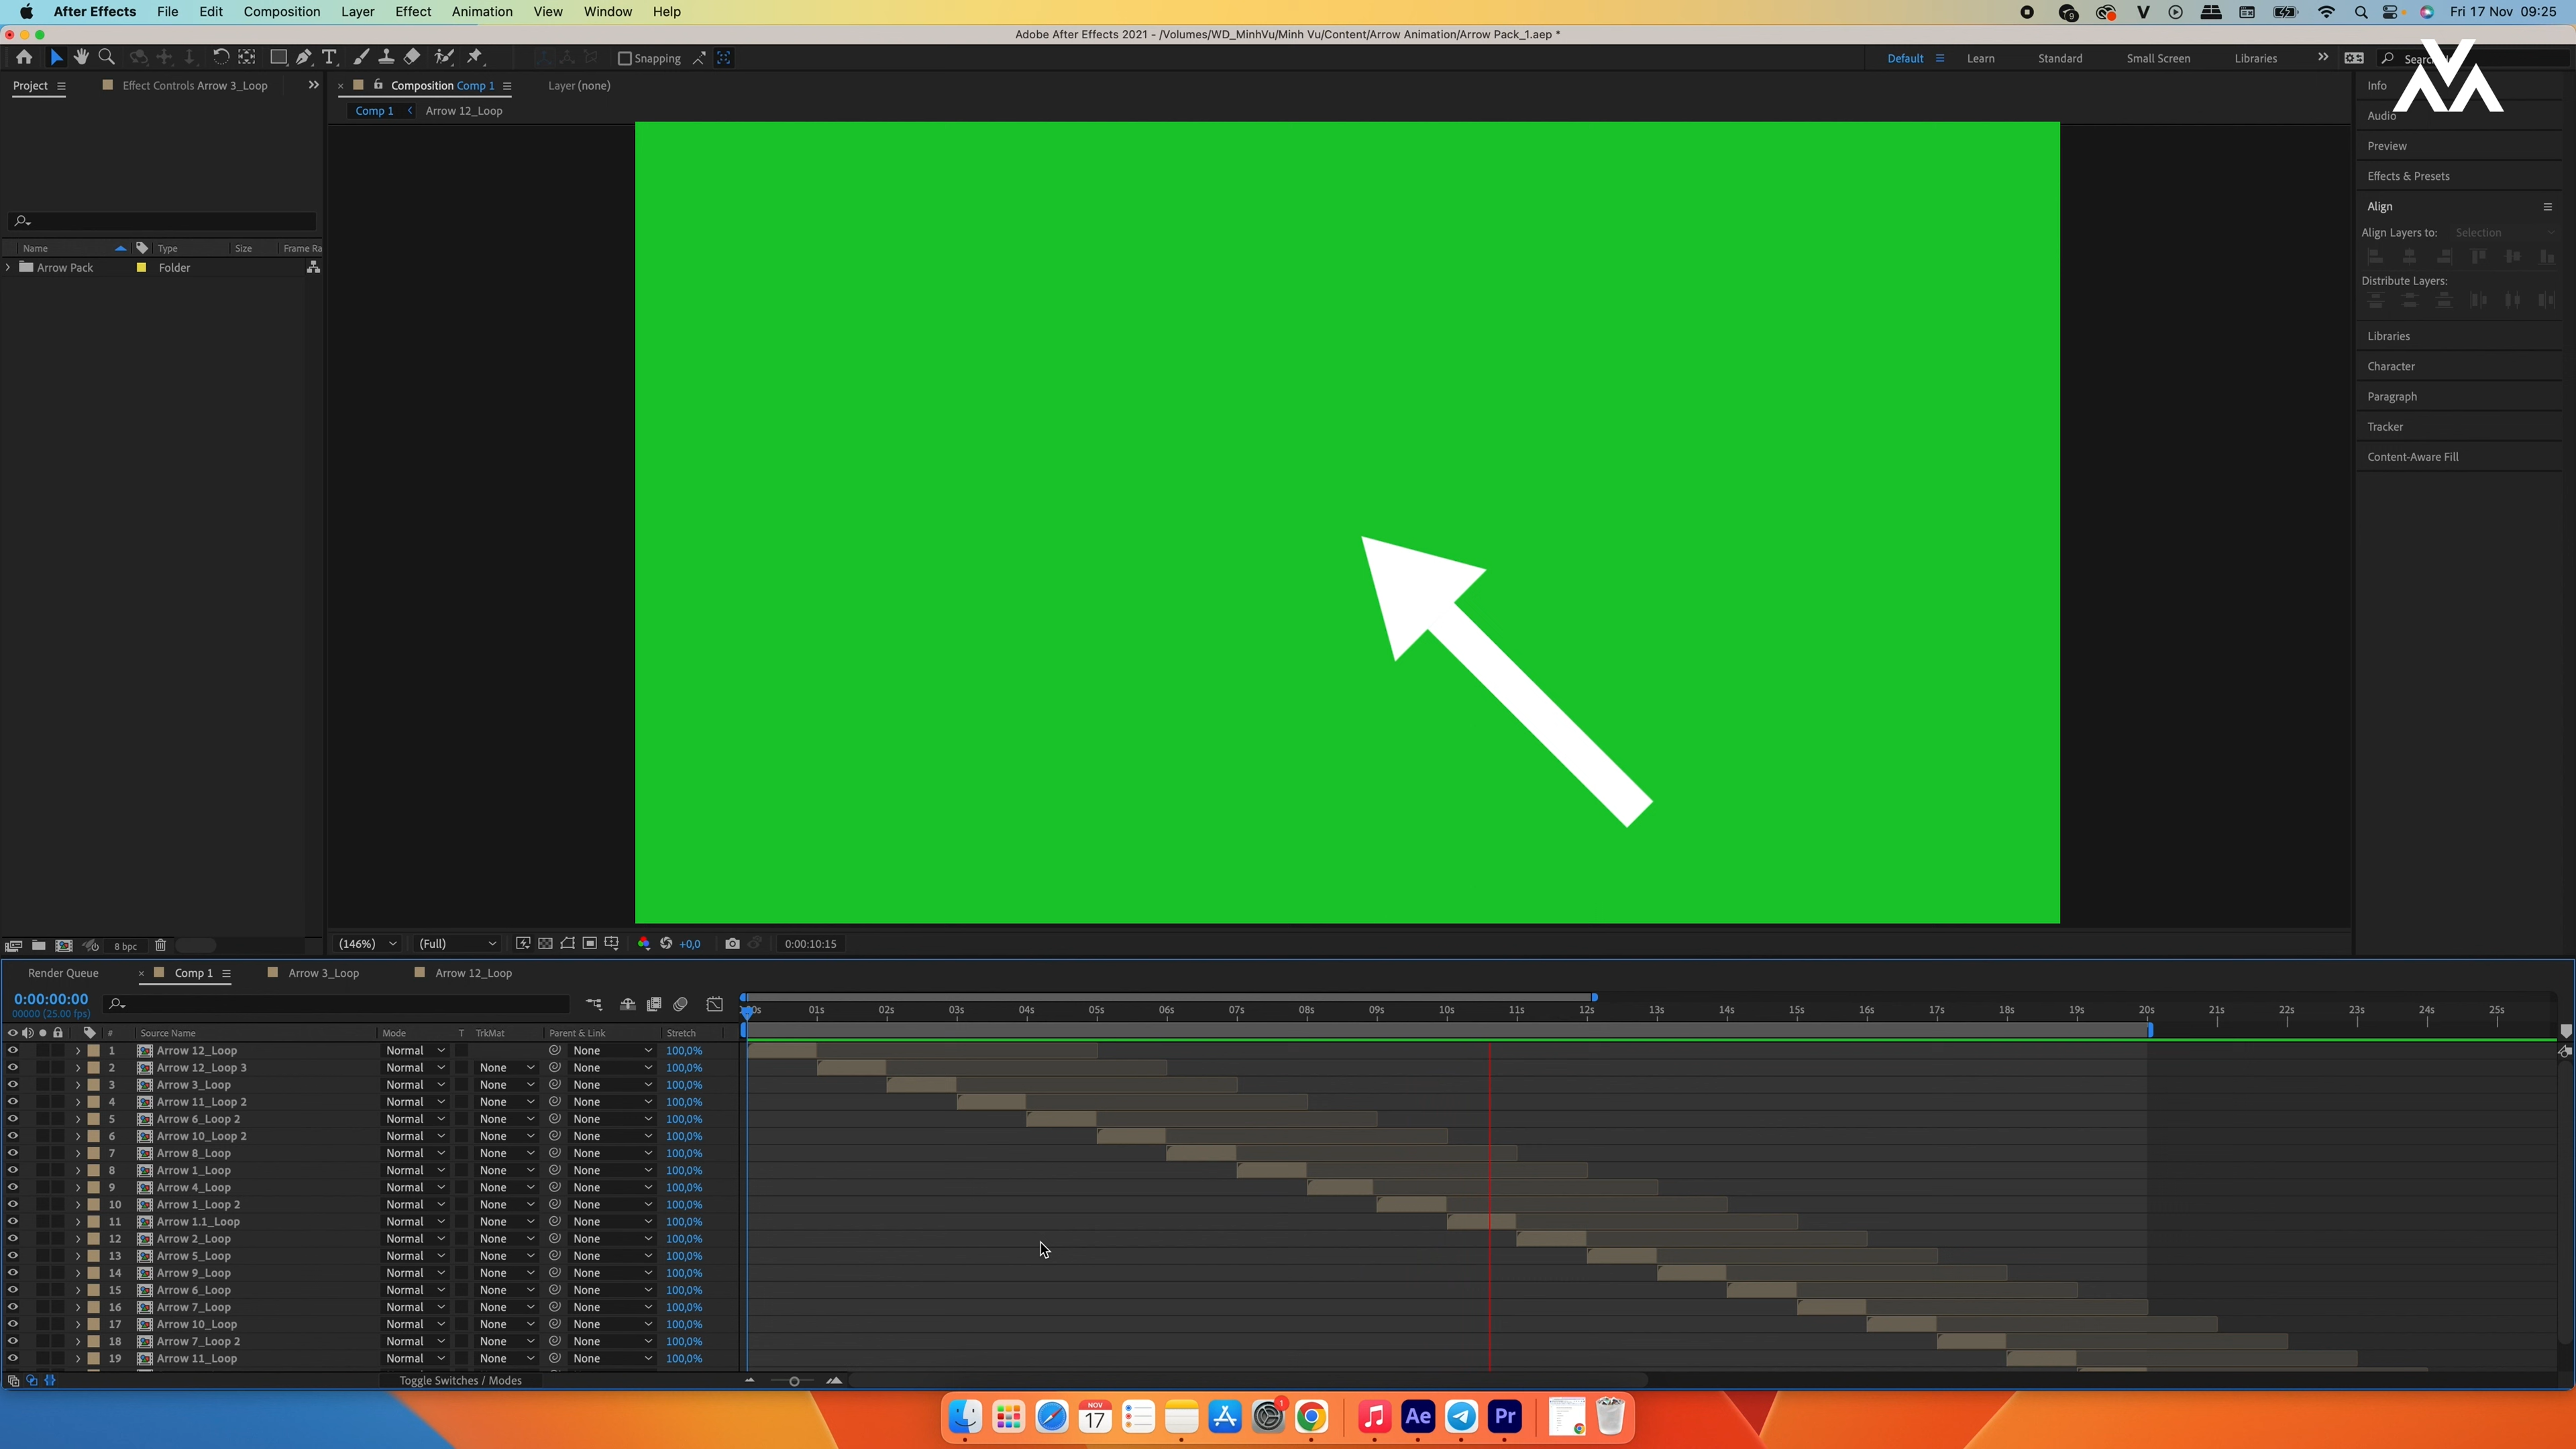 After Effects File Edit Composition Layer Effect Animation View Window Help Fri 17 Nov 09:25
Adobe After Effects 2021 - /Volumes/WD_MinhVu/Minh Vu/Content/Arrow Animation/Arrow Pack_1.aep *
Snapping Default Learn Standard Small Screen Libraries
Project Effect Controls Arrow 3_Loop Composition Comp 1 Layer (none)
Comp 1 Arrow 12_Loop
Info
Audio
Preview
Effects & Presets
Align
Align Layers to: Selection
Distribute Layers:
Libraries
Character
Paragraph
Tracker
Content-Aware Fill
Name Type Size Frame Ra
Arrow Pack Folder
8 bpc (146%) (Full) +0,0 0:00:10:15
Render Queue Comp 1 Arrow 3_Loop Arrow 12_Loop
0:00:00:00
00000 (25.00 fps)
01s 02s 03s 04s 05s 06s 07s 08s 09s 10s 11s 12s 13s 14s 15s 16s 17s 18s 19s 20s 21s 22s 23s 24s 25s
# Source Name Mode T TrkMat Parent & Link Stretch
1 Arrow 12_Loop Normal None 100,0%
2 Arrow 12_Loop 3 Normal None None 100,0%
3 Arrow 3_Loop Normal None None 100,0%
4 Arrow 11_Loop 2 Normal None None 100,0%
5 Arrow 6_Loop 2 Normal None None 100,0%
6 Arrow 10_Loop 2 Normal None None 100,0%
7 Arrow 8_Loop Normal None None 100,0%
8 Arrow 1_Loop Normal None None 100,0%
9 Arrow 4_Loop Normal None None 100,0%
10 Arrow 1_Loop 2 Normal None None 100,0%
11 Arrow 1.1_Loop Normal None None 100,0%
12 Arrow 2_Loop Normal None None 100,0%
13 Arrow 5_Loop Normal None None 100,0%
14 Arrow 9_Loop Normal None None 100,0%
15 Arrow 6_Loop Normal None None 100,0%
16 Arrow 7_Loop Normal None None 100,0%
17 Arrow 10_Loop Normal None None 100,0%
18 Arrow 7_Loop 2 Normal None None 100,0%
19 Arrow 11_Loop Normal None None 100,0%
Toggle Switches / Modes
NOV
17
1
Ae
Pr